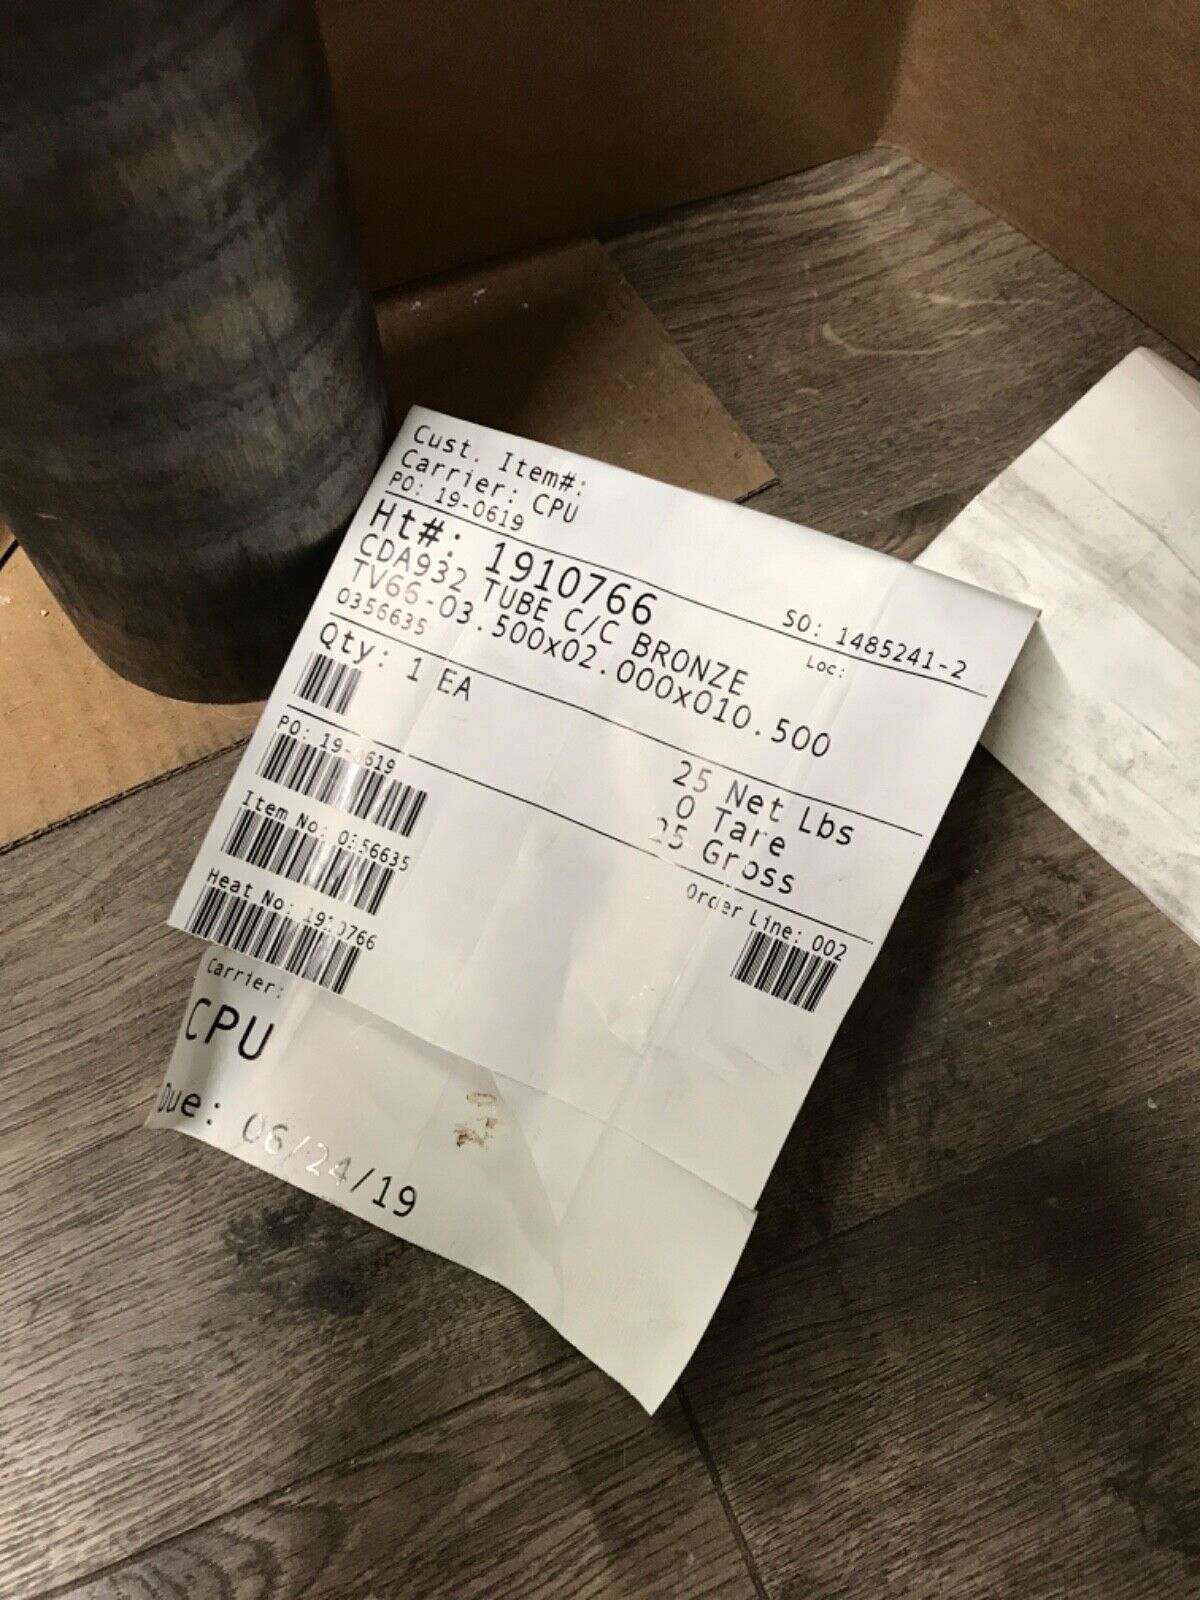 Cust. Item#:
Carrier: CPU
PO: 19-0619
SO: 1485241-2
Ht#: 1910766
Loc:
CDA932 TUBE C/C BRONZE
TV66-03.500x02.000x010.500
0356635
Qty: 1 EA
25 Net Lbs
0 Tare
25 Gross
PO: 19-0619
Order Line: 002
Item No: 0356635
Heat No: 1910766
Carrier:
CPU
Due: 06/24/19